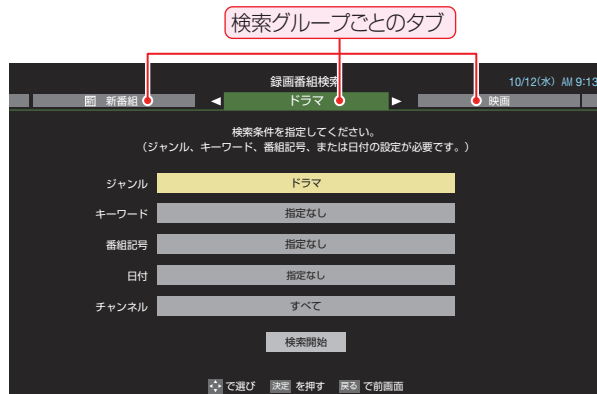 検索グループごとのタブ
録画番組検索 10/12(水) AM 9:13
新 新番組 ◀ ドラマ ▶ 映画
検索条件を指定してください。
（ジャンル、キーワード、番組記号、または日付の設定が必要です。）
ジャンル ドラマ
キーワード 指定なし
番組記号 指定なし
日付 指定なし
チャンネル すべて
検索開始
で選び 決定 を押す 戻る で前画面